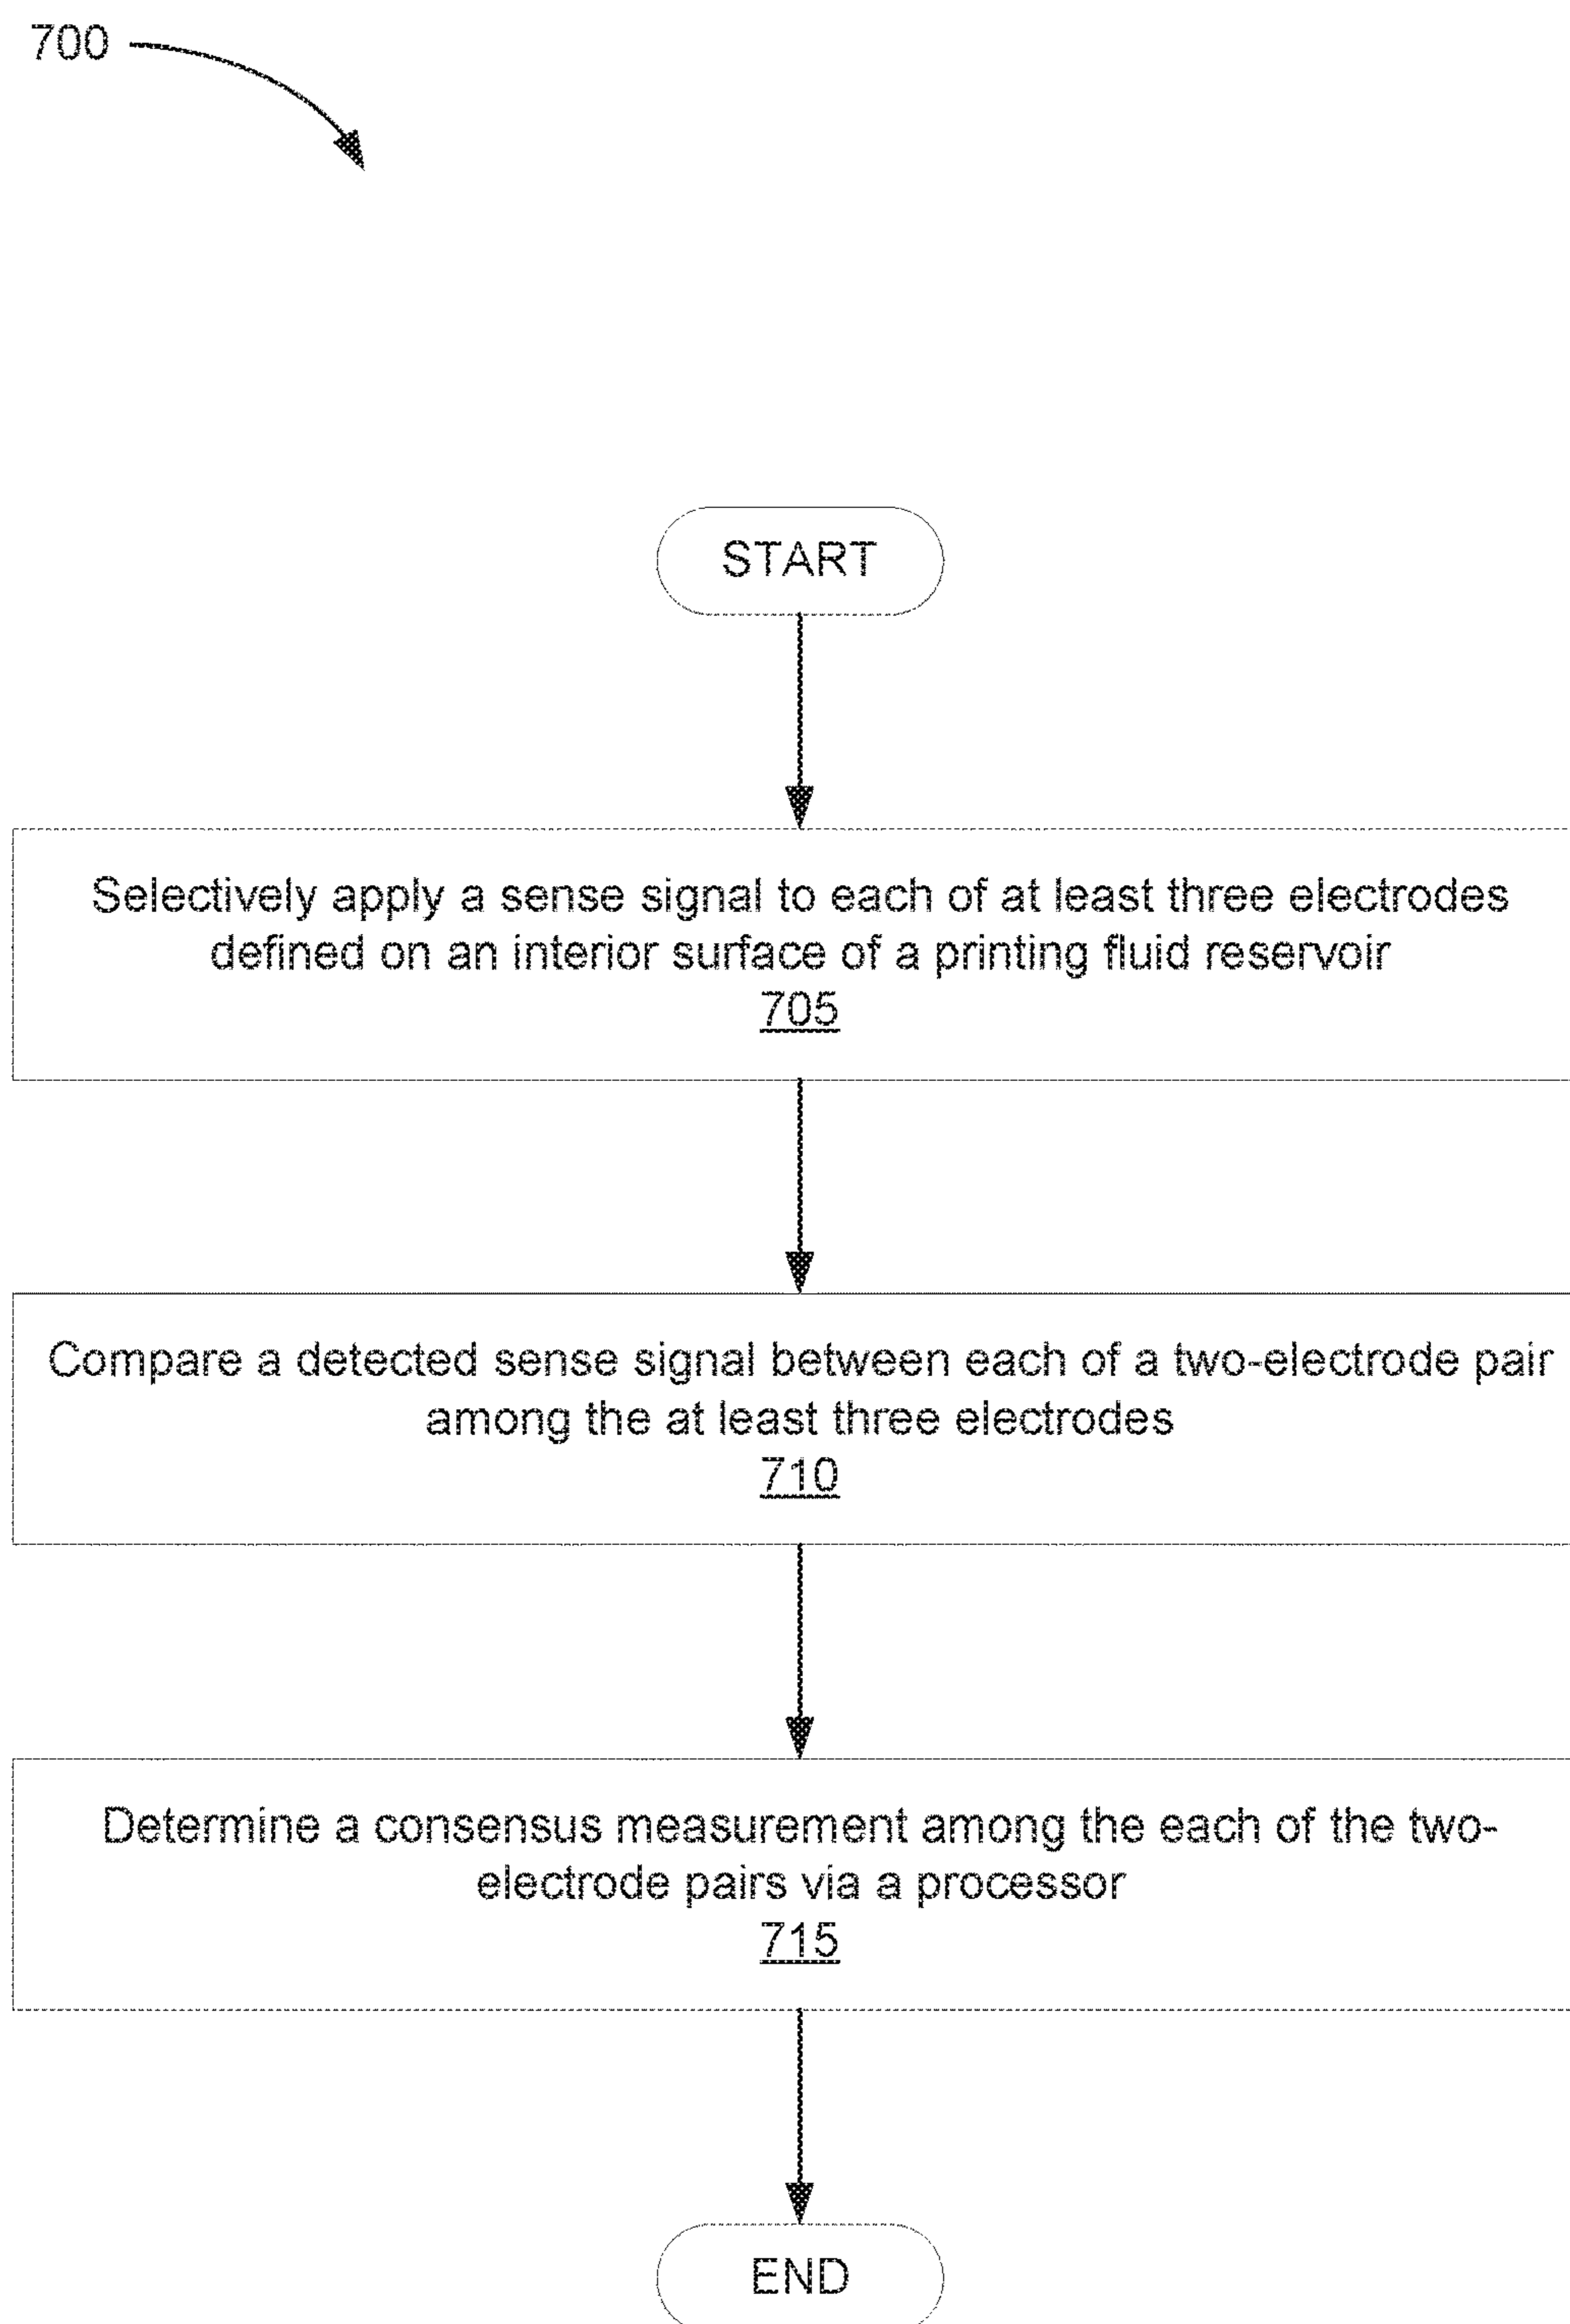 700
START
Selectively apply a sense signal to each of at least three electrodes
defined on an interior surface of a printing fluid reservoir
705
Compare a detected sense signal between each of a two-electrode pair
among the at least three electrodes
710
Determine a consensus measurement among the each of the two-
electrode pairs via a processor
715
END